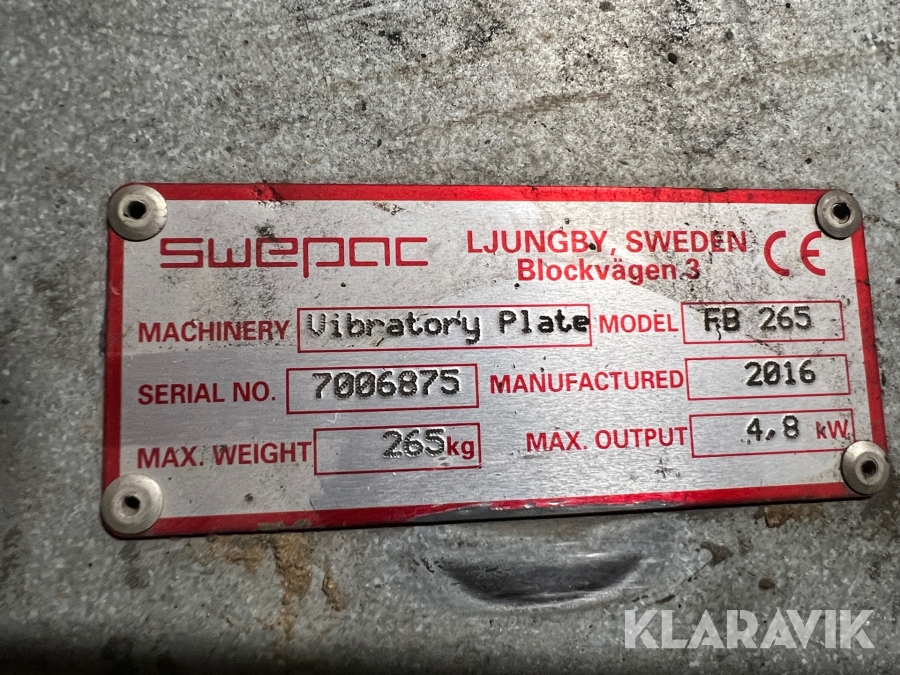 swepac LJUNGBY, SWEDEN CE
Blockvägen 3
MACHINERY Vibratory Plate MODEL FB 265
SERIAL NO. 7006875 MANUFACTURED 2016
MAX. WEIGHT 265kg MAX. OUTPUT 4,8 kW
KLARAVIK